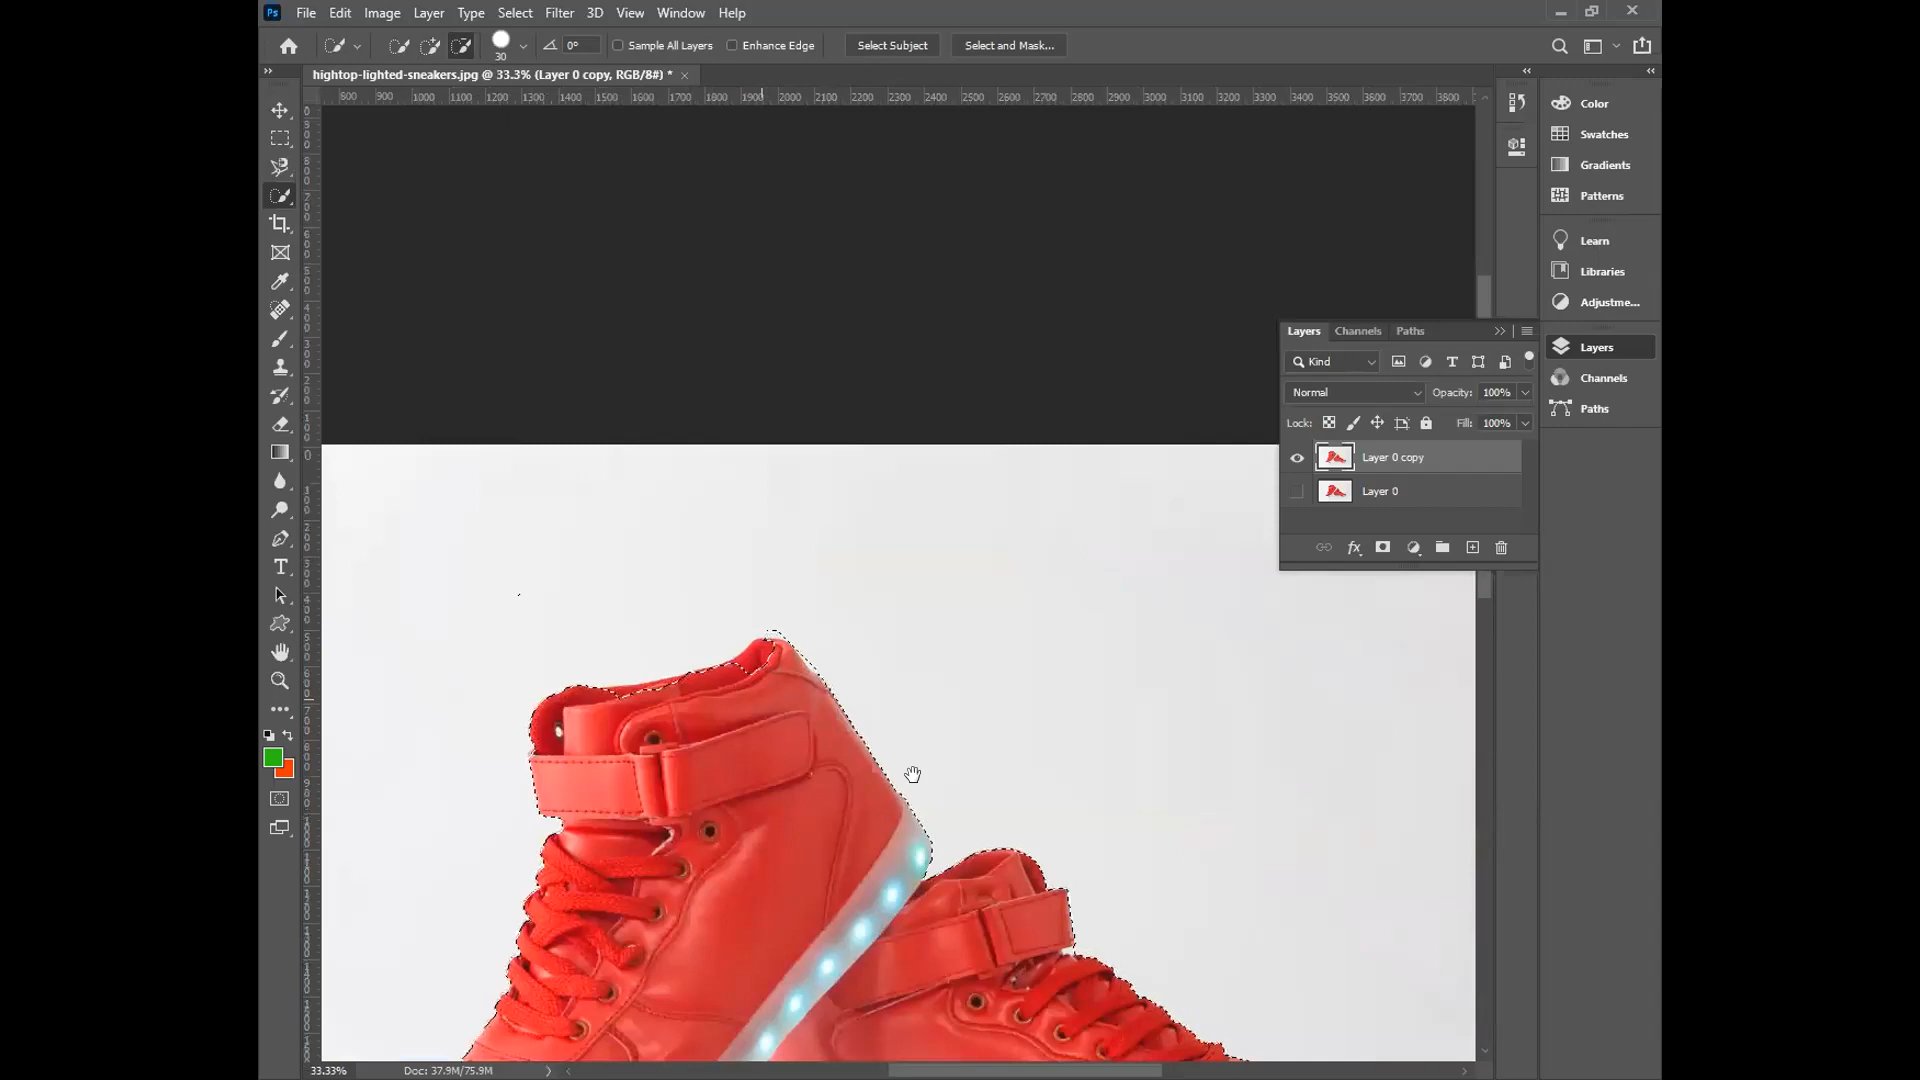 Ps File Edit Image Layer Type Select Filter 3D View Window Help
30 0° Sample All Layers Enhance Edge Select Subject Select and Mask...
hightop-lighted-sneakers.jpg @ 33.3% (Layer 0 copy, RGB/8#) *
800 900 1000 1100 1200 1300 1400 1500 1600 1700 1800 1900 2000 2100 2200 2300 2400 2500 2600 2700 2800 2900 3000 3100 3200 3300 3400 3500 3600 3700 3800
Color
Swatches
Gradients
Patterns
Learn
Libraries
Adjustme...
Layers
Channels
Paths
Layers Channels Paths
Kind
Normal Opacity: 100%
Lock: Fill: 100%
Layer 0 copy
Layer 0
fx
33.33% Doc: 37.9M/75.9M